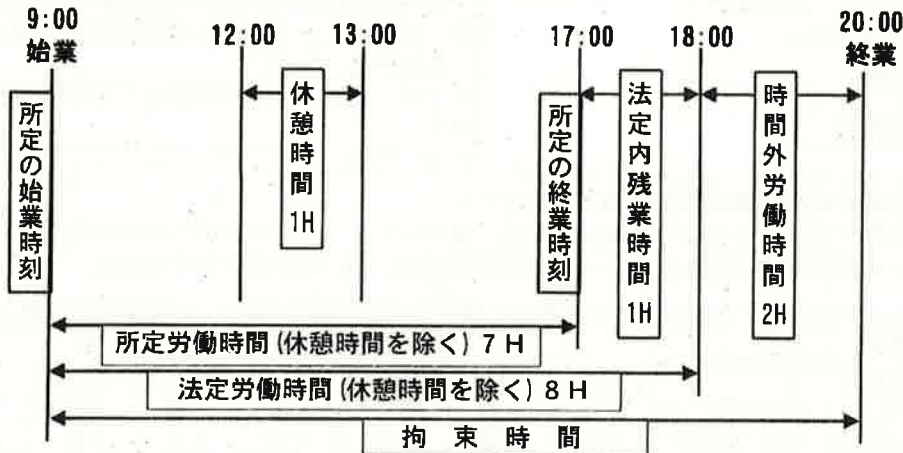 9:00
始業
12:00
13:00
17:00
18:00
20:00
終業
所定の始業時刻
休憩時間 1H
所定の終業時刻
法定内残業時間 1H
時間外労働時間 2H
所定労働時間(休憩時間を除く)7H
法定労働時間(休憩時間を除く)8H
拘束時間